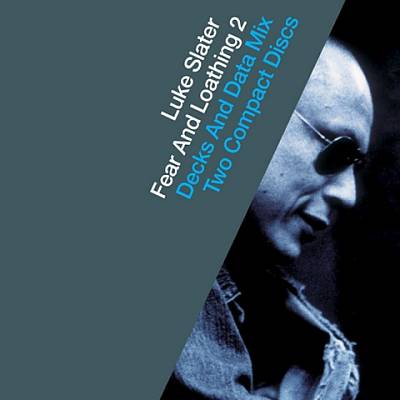 Luke Slater
Fear And Loathing 2
Decks And Data Mix
Two Compact Discs